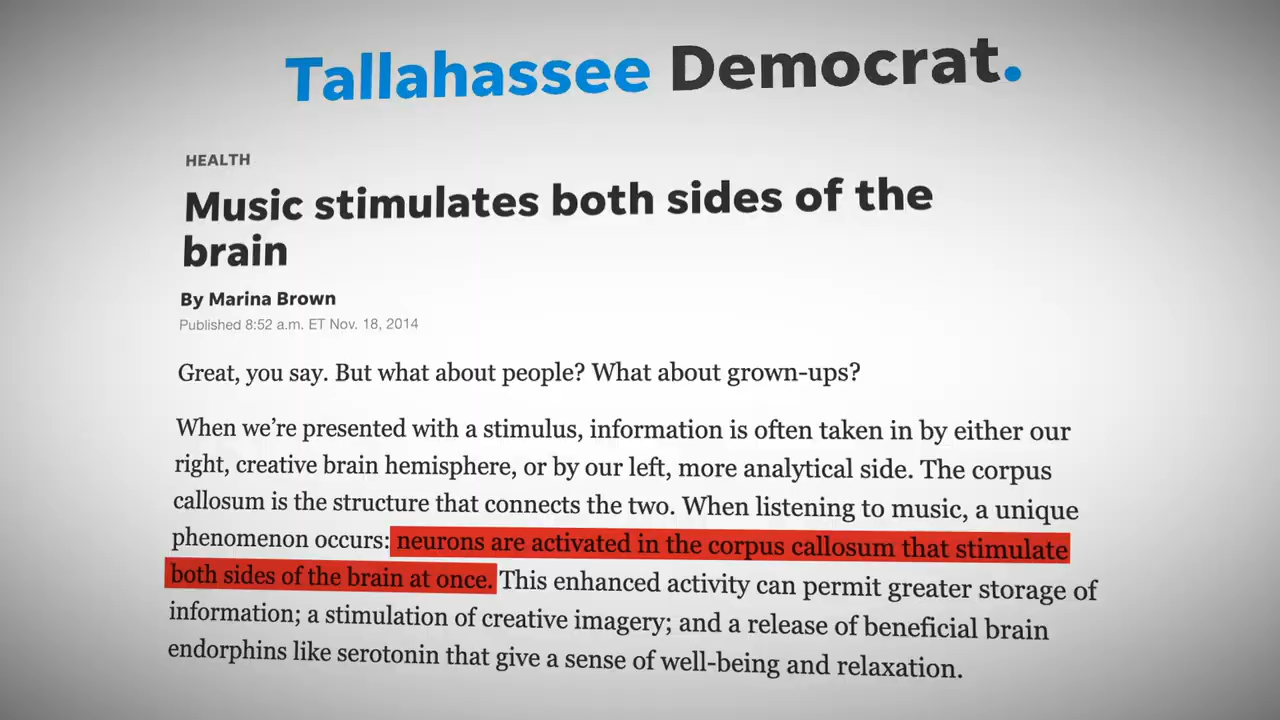 Tallahassee Democrat.
HEALTH
Music stimulates both sides of the
brain
By Marina Brown
Published 8:52 a.m. ET Nov. 18, 2014
Great, you say. But what about people? What about grown-ups?
When we’re presented with a stimulus, information is often taken in by either our
right, creative brain hemisphere, or by our left, more analytical side. The corpus
callosum is the structure that connects the two. When listening to music, a unique
phenomenon occurs: neurons are activated in the corpus callosum that stimulate
both sides of the brain at once. This enhanced activity can permit greater storage of
information; a stimulation of creative imagery; and a release of beneficial brain
endorphins like serotonin that give a sense of well-being and relaxation.